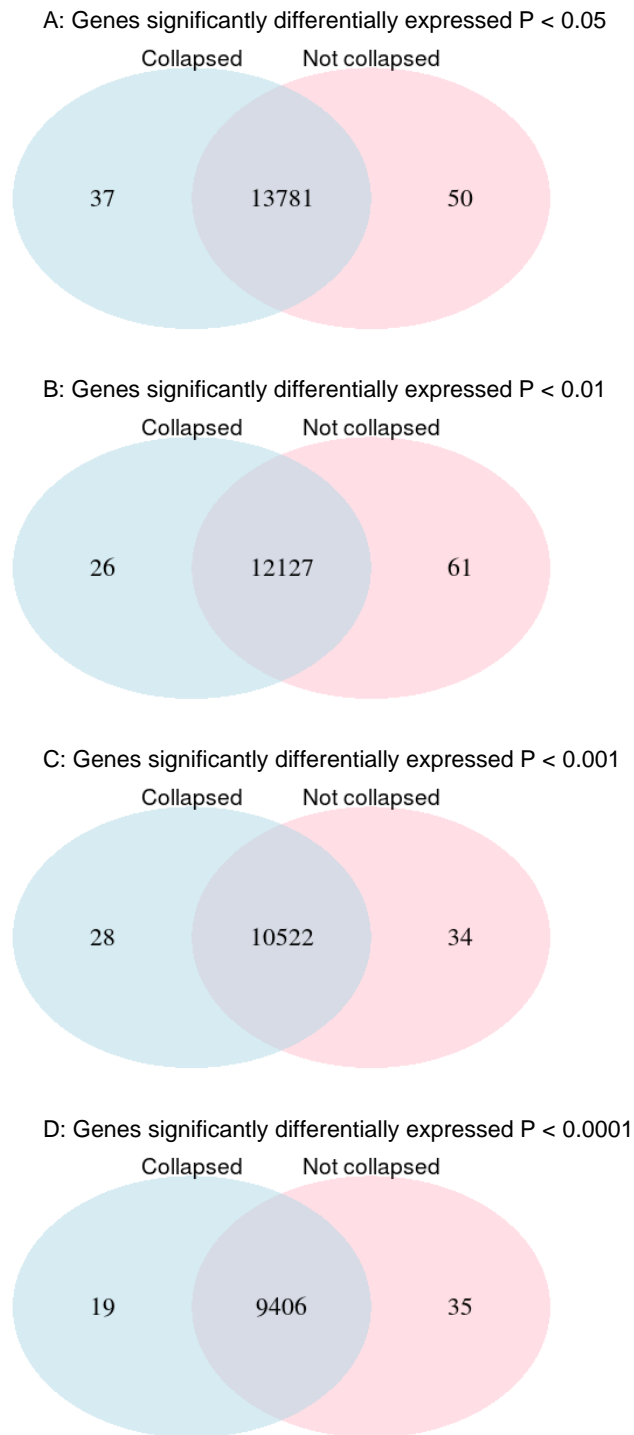 A: Genes significantly differentially expressed P < 0.05
Collapsed Not collapsed
37 13781 50
B: Genes significantly differentially expressed P < 0.01
Collapsed Not collapsed
26 12127 61
C: Genes significantly differentially expressed P < 0.001
Collapsed Not collapsed
28 10522 34
D: Genes significantly differentially expressed P < 0.0001
Collapsed Not collapsed
19 9406 35